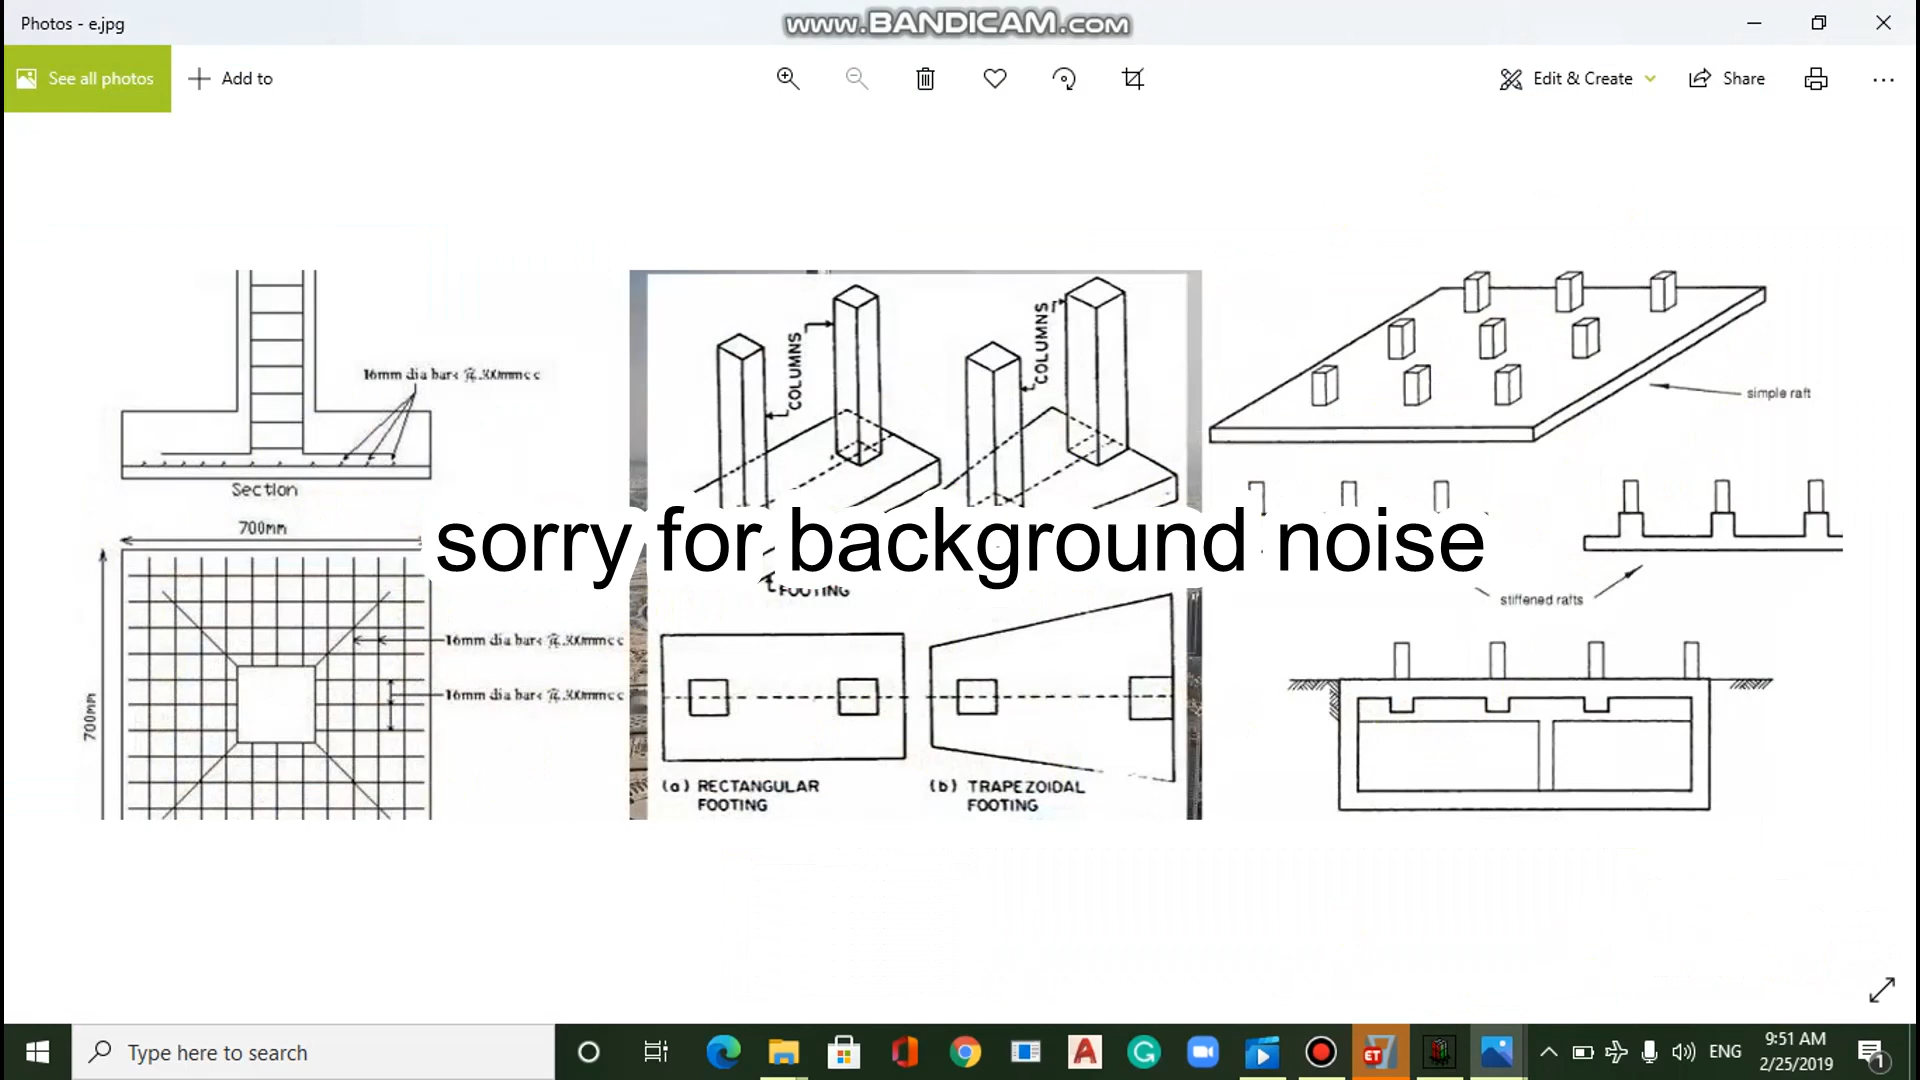 Photos - e.jpg
www.BANDICAM.com
See all photos
Add to
Edit & Create
Share
16mm dia bars
Section
700mm
700mm
16mm dia bars
16mm dia bars
COLUMNS
COLUMNS
FOOTING
(a) RECTANGULAR
FOOTING
(b) TRAPEZOIDAL
FOOTING
simple raft
stiffened rafts
sorry for background noise
Type here to search
ENG
9:51 AM
2/25/2019
1